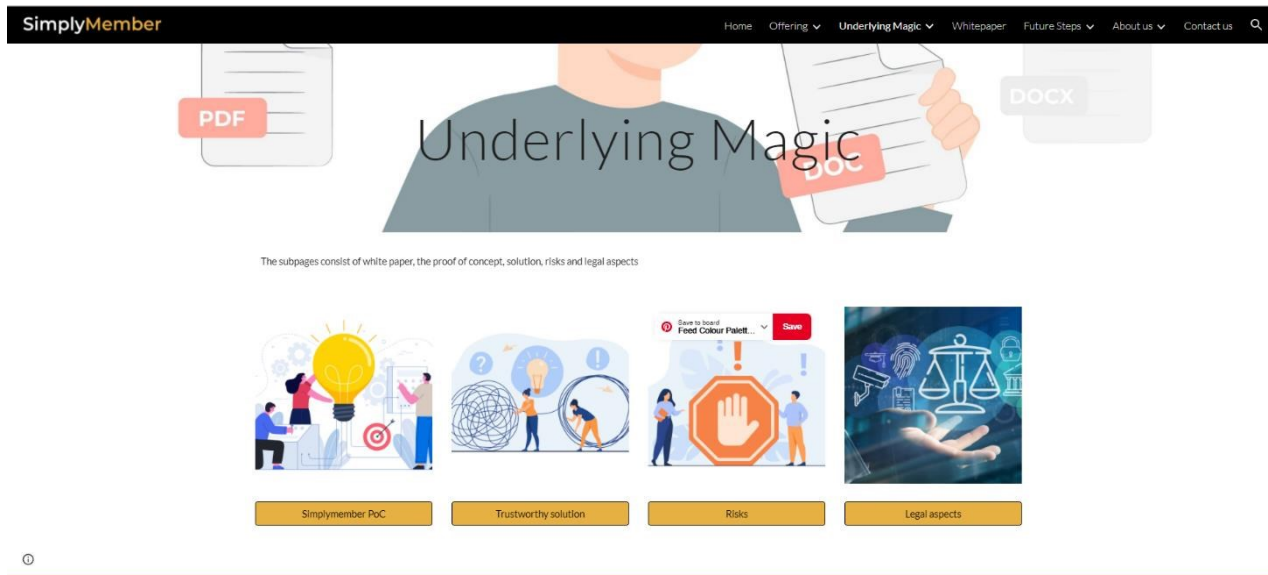 SimplyMember
Home Offering Underlying Magic Whitepaper Future Steps About us Contact us
PDF
DOCX
Underlying Magic
DOC
The subpages consist of white paper, the proof of concept, solution, risks and legal aspects
Save to board
Feed Colour Palett...
Save
Simplymember PoC Trustworthy solution Risks Legal aspects